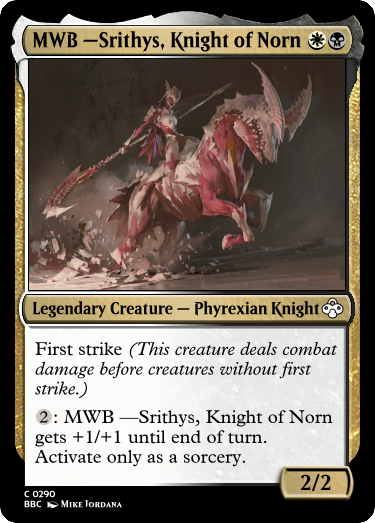 MWB —Srithys, Knight of Norn
Legendary Creature — Phyrexian Knight
First strike (This creature deals combat
damage before creatures without first
strike.)
2: MWB —Srithys, Knight of Norn
gets +1/+1 until end of turn.
Activate only as a sorcery.
2/2
C 0290
BBC Mike Jordana